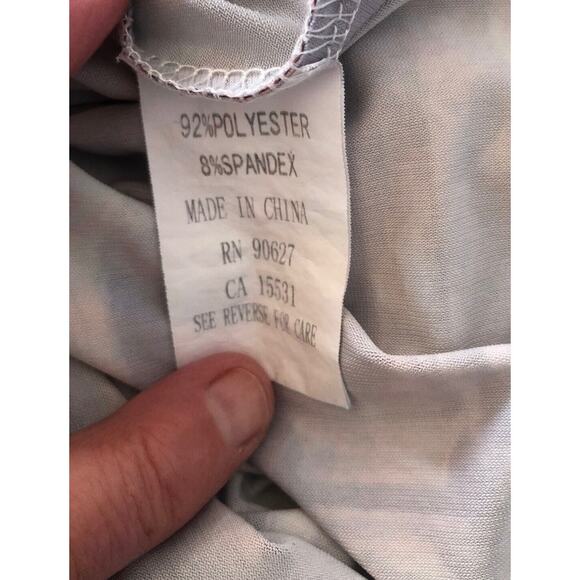 92%POLYESTER
8%SPANDEX
MADE IN CHINA
RN 90627
CA 15531
SEE REVERSE FOR CARE